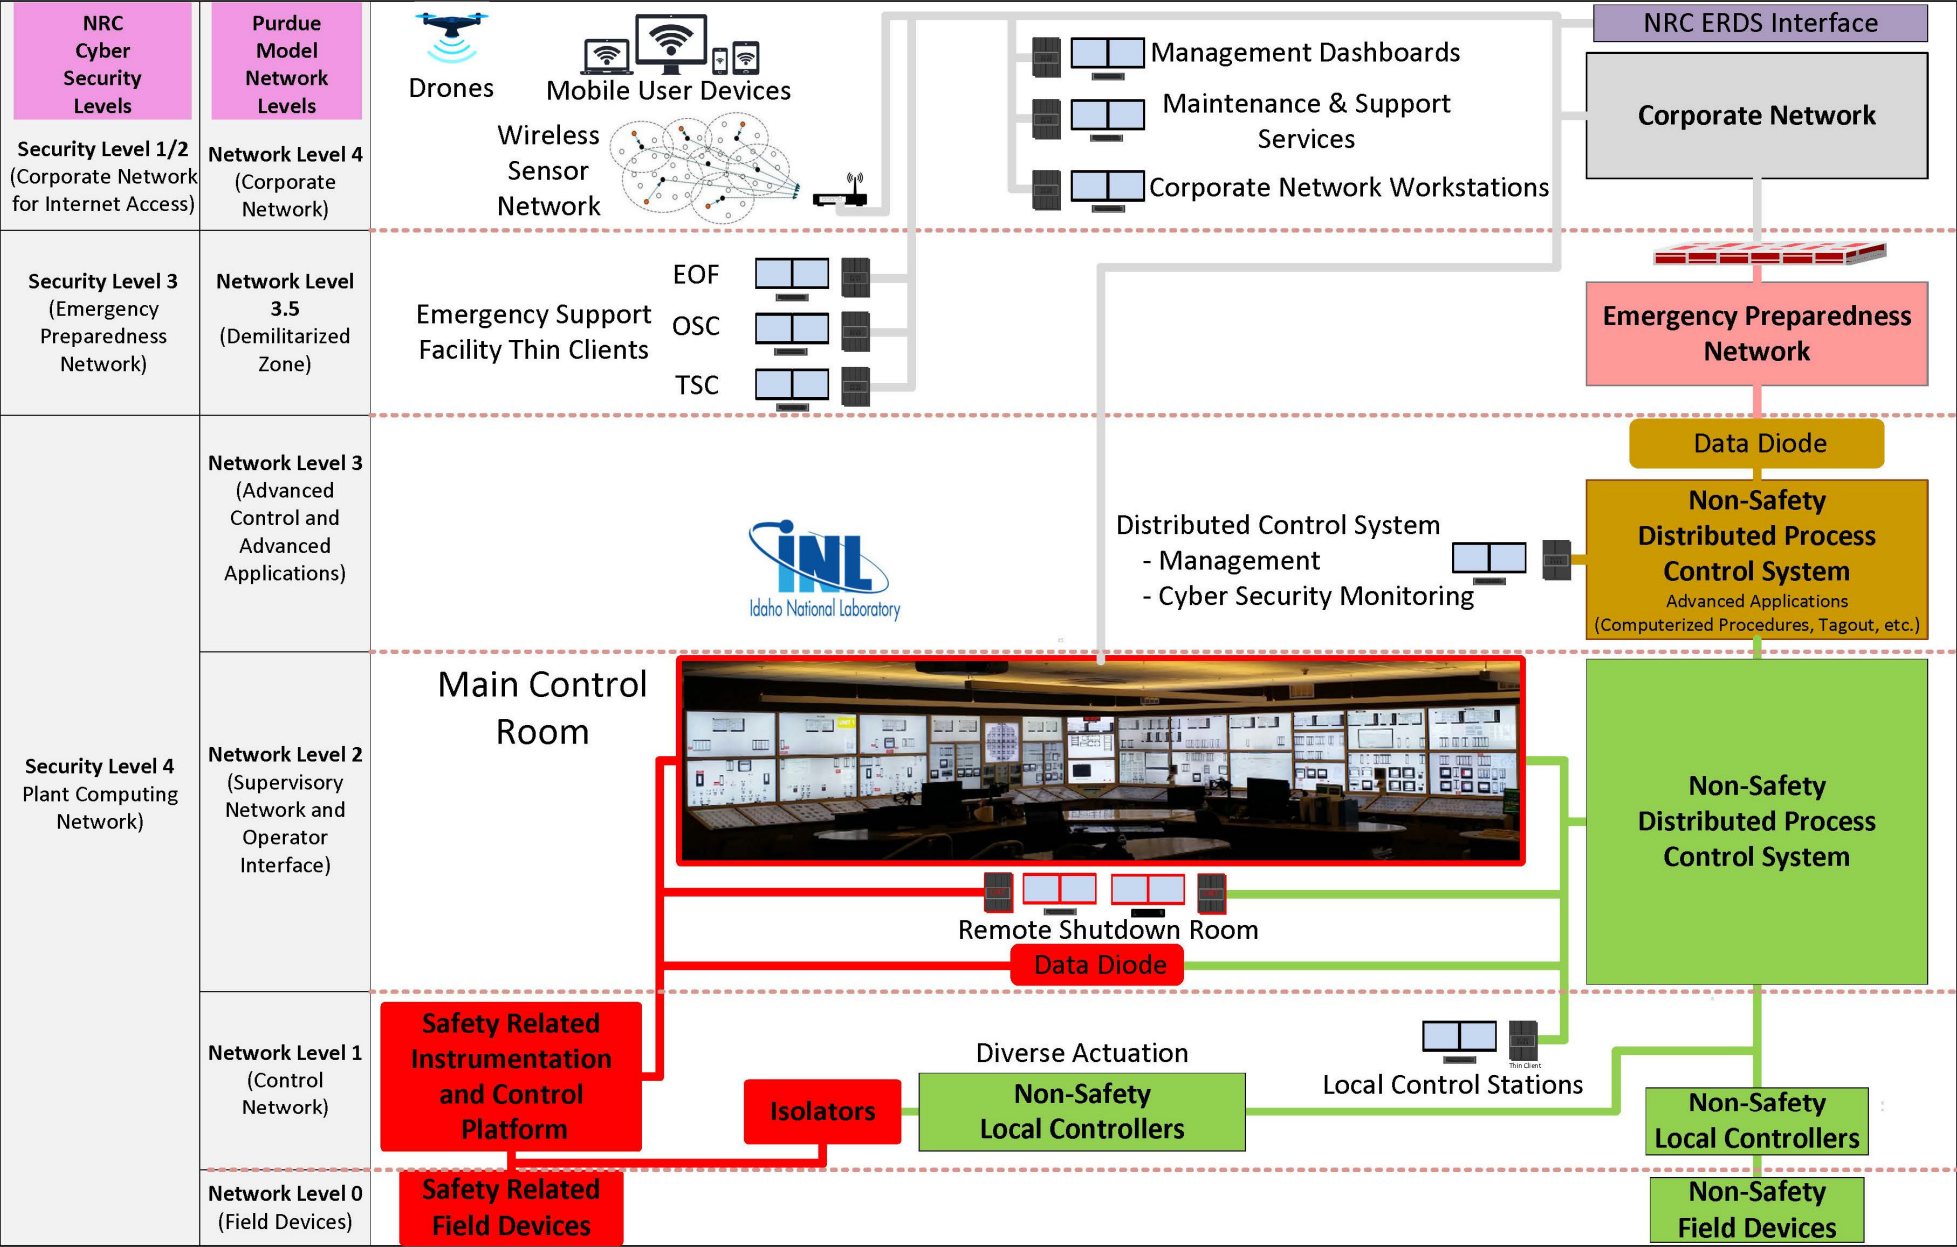 NRC
Cyber
Security
Levels
Purdue
Model
Network
Levels
Security Level 1/2
(Corporate Network
for Internet Access)
Network Level 4
(Corporate
Network)
Drones
Mobile User Devices
Wireless
Sensor
Network
Management Dashboards
Maintenance & Support
Services
Corporate Network Workstations
NRC ERDS Interface
Corporate Network
Security Level 3
(Emergency
Preparedness
Network)
Network Level
3.5
(Demilitarized
Zone)
Emergency Support
Facility Thin Clients
EOF
OSC
TSC
Emergency Preparedness
Network
Security Level 4
Plant Computing
Network)
Network Level 3
(Advanced
Control and
Advanced
Applications)
INL
Idaho National Laboratory
Distributed Control System
- Management
- Cyber Security Monitoring
Data Diode
Non-Safety
Distributed Process
Control System
Advanced Applications
(Computerized Procedures, Tagout, etc.)
Network Level 2
(Supervisory
Network and
Operator
Interface)
Main Control
Room
Remote Shutdown Room
Data Diode
Non-Safety
Distributed Process
Control System
Network Level 1
(Control
Network)
Safety Related
Instrumentation
and Control
Platform
Isolators
Diverse Actuation
Non-Safety
Local Controllers
Thin Client
Local Control Stations
Non-Safety
Local Controllers
Network Level 0
(Field Devices)
Safety Related
Field Devices
Non-Safety
Field Devices